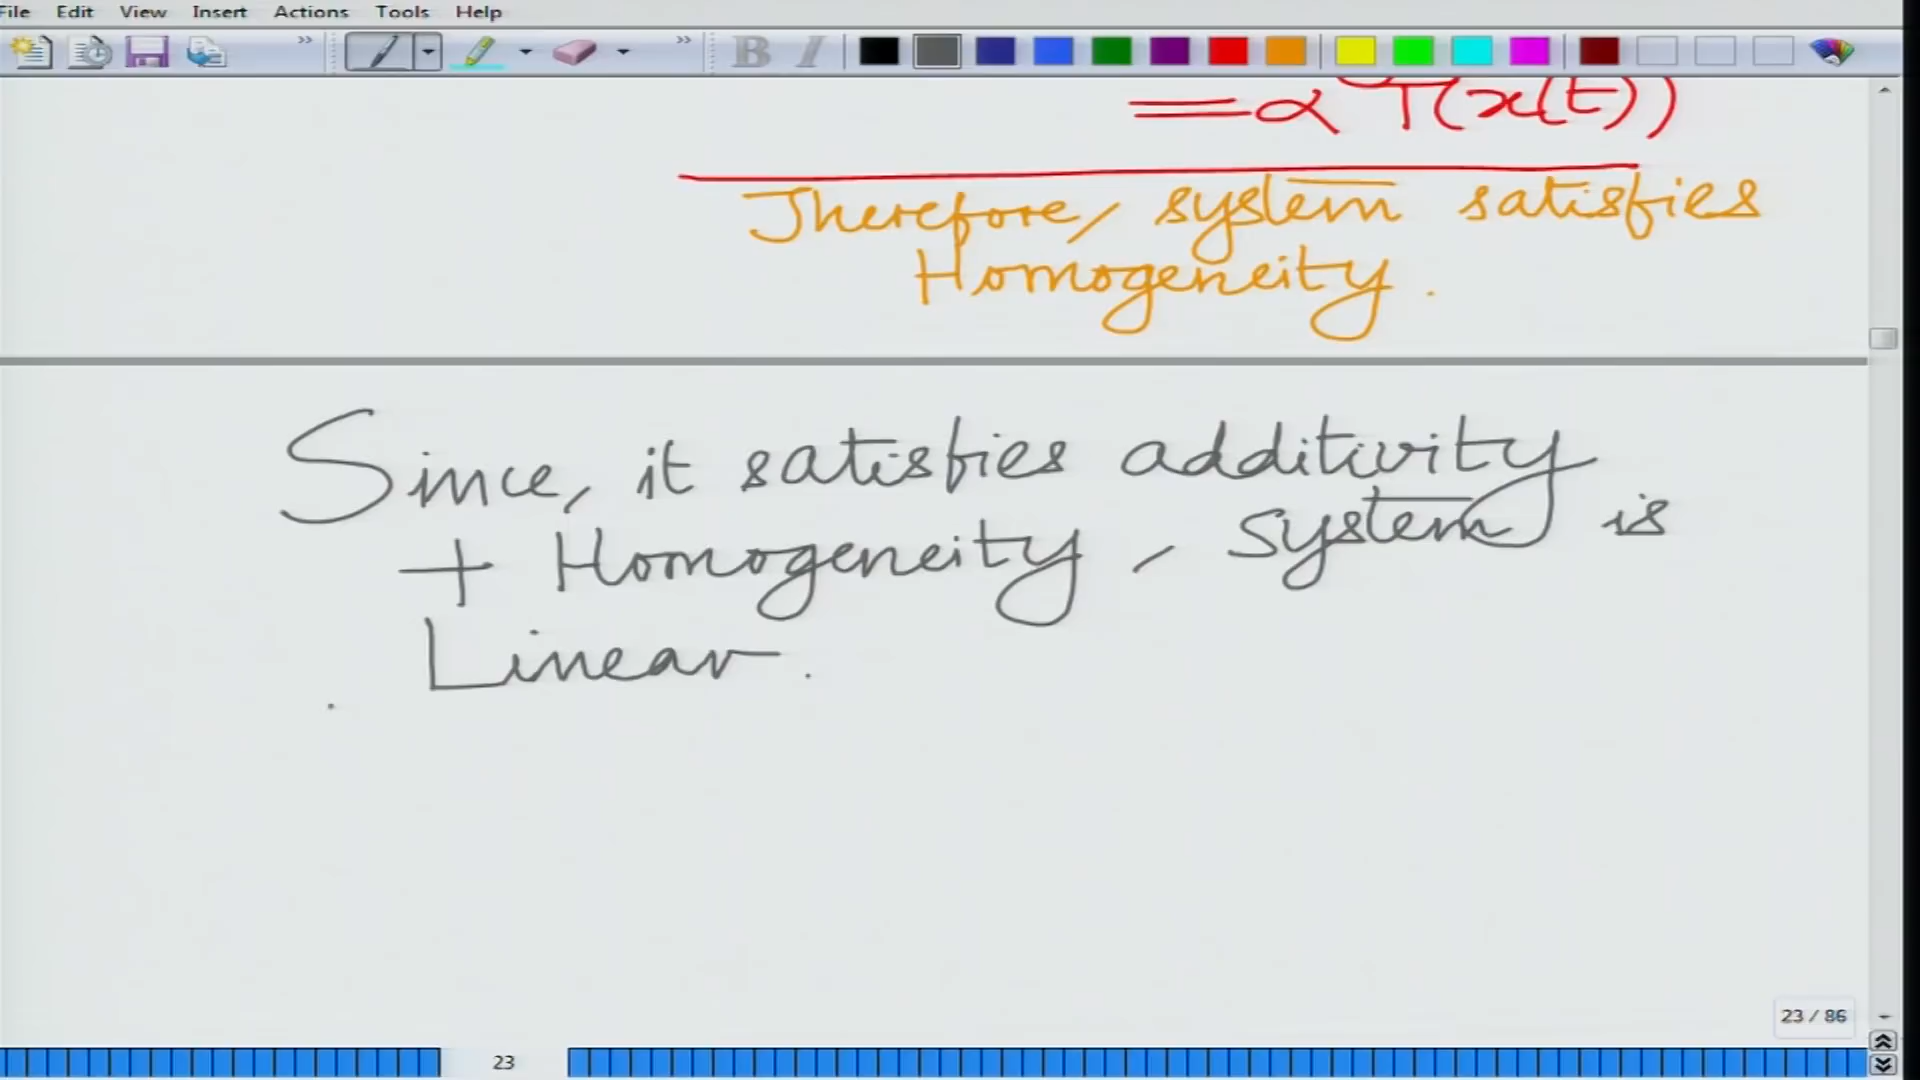 File Edit View Insert Actions Tools Help
B I
= α T(x(t))
Therefore, system satisfies
Homogeneity.
Since, it satisfies additivity
+ Homogeneity, system is
Linear.
23 / 86
23